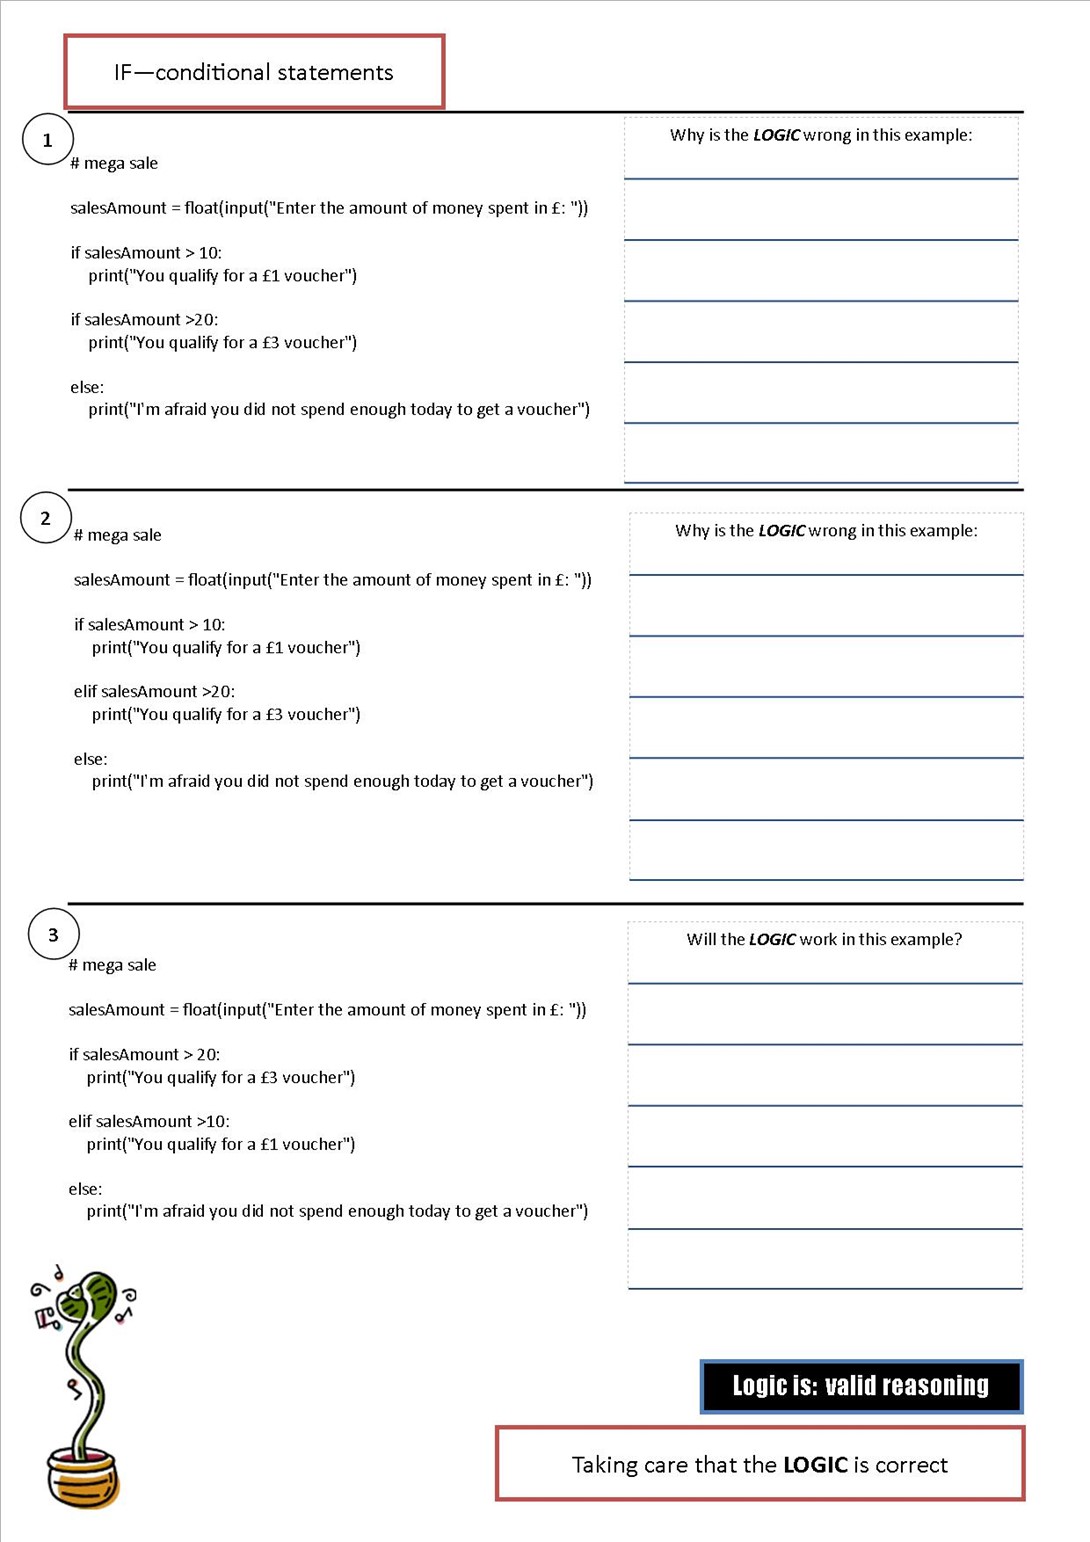 IF—conditional statements
1
# mega sale
salesAmount = float(input("Enter the amount of money spent in £: "))
if salesAmount > 10:
print("You qualify for a £1 voucher")
if salesAmount >20:
print("You qualify for a £3 voucher")
else:
print("I'm afraid you did not spend enough today to get a voucher")
Why is the LOGIC wrong in this example:
2
# mega sale
salesAmount = float(input("Enter the amount of money spent in £: "))
if salesAmount > 10:
print("You qualify for a £1 voucher")
elif salesAmount >20:
print("You qualify for a £3 voucher")
else:
print("I'm afraid you did not spend enough today to get a voucher")
Why is the LOGIC wrong in this example:
3
# mega sale
salesAmount = float(input("Enter the amount of money spent in £: "))
if salesAmount > 20:
print("You qualify for a £3 voucher")
elif salesAmount >10:
print("You qualify for a £1 voucher")
else:
print("I'm afraid you did not spend enough today to get a voucher")
Will the LOGIC work in this example?
Logic is: valid reasoning
Taking care that the LOGIC is correct